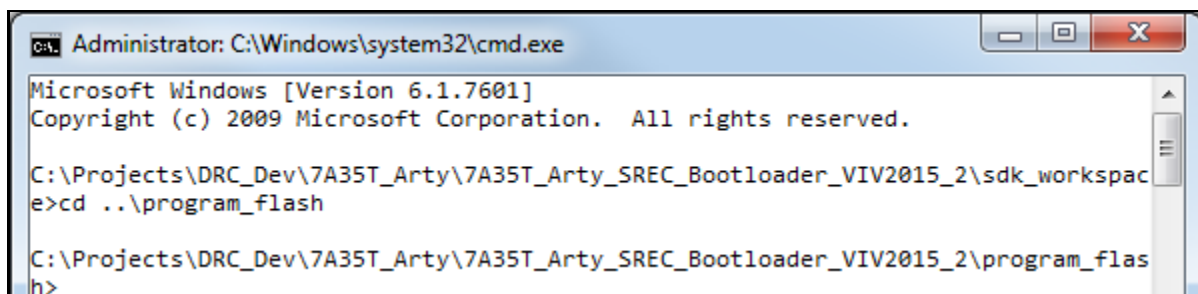 Administrator: C:\Windows\system32\cmd.exe
Microsoft Windows [Version 6.1.7601]
Copyright (c) 2009 Microsoft Corporation.  All rights reserved.
C:\Projects\DRC_Dev\7A35T_Arty\7A35T_Arty_SREC_Bootloader_VIV2015_2\sdk_workspac
e>cd ..\program_flash
C:\Projects\DRC_Dev\7A35T_Arty\7A35T_Arty_SREC_Bootloader_VIV2015_2\program_flas
h>